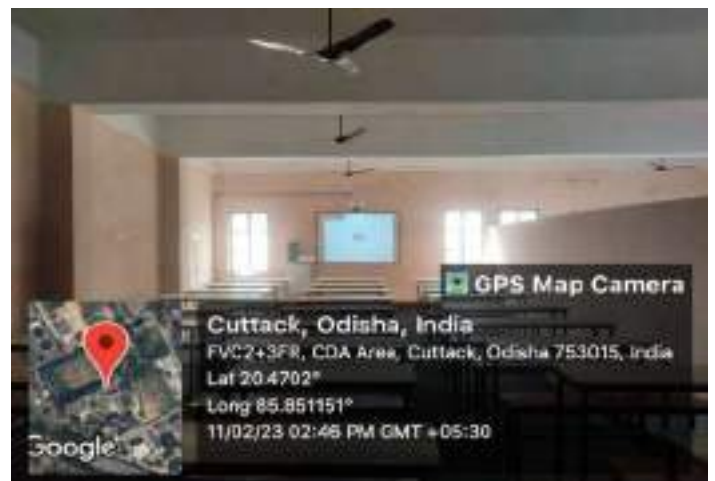 GPS Map Camera
Cuttack, Odisha, India
FVC2+3FR, CDA Area, Cuttack, Odisha 753015, India
Lat 20.4702°
Long 85.851151°
11/02/23 02:46 PM GMT +05:30
Google